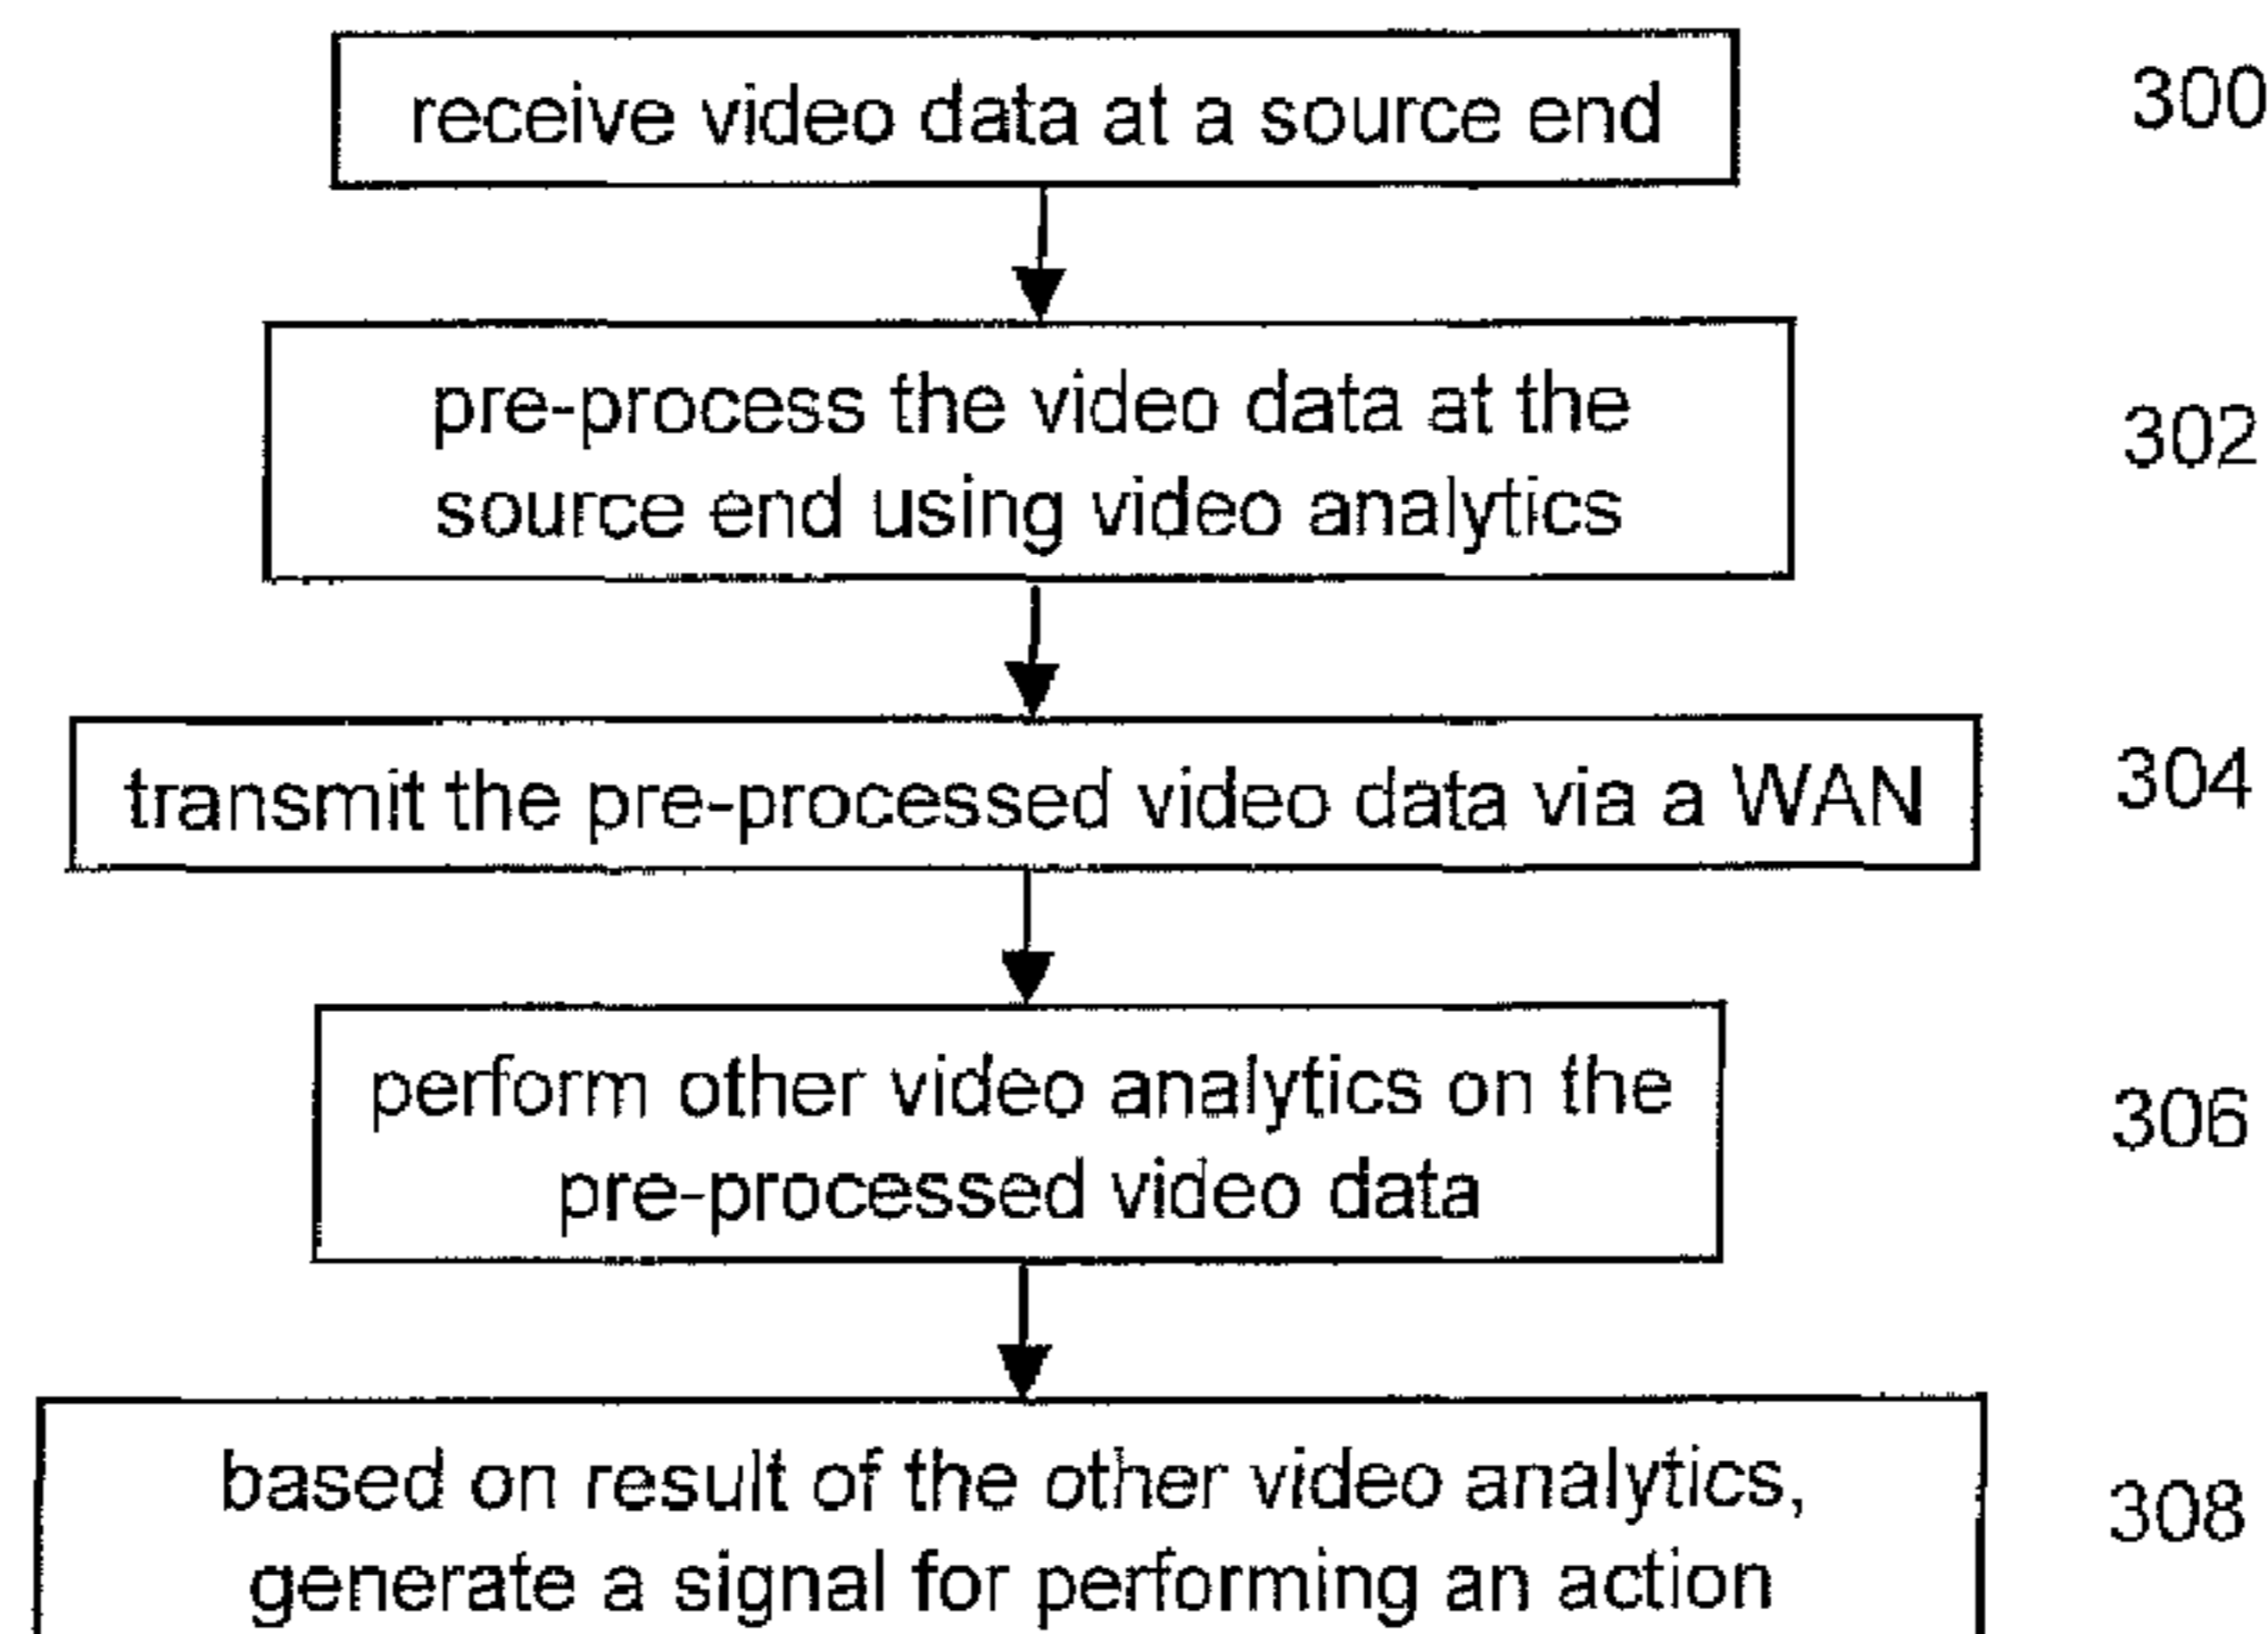 receive video data at a source end
300
pre-process the video data at the
source end using video analytics
302
transmit the pre-processed video data via a WAN
304
perform other video analytics on the
pre-processed video data
306
based on result of the other video analytics,
generate a signal for performing an action
308